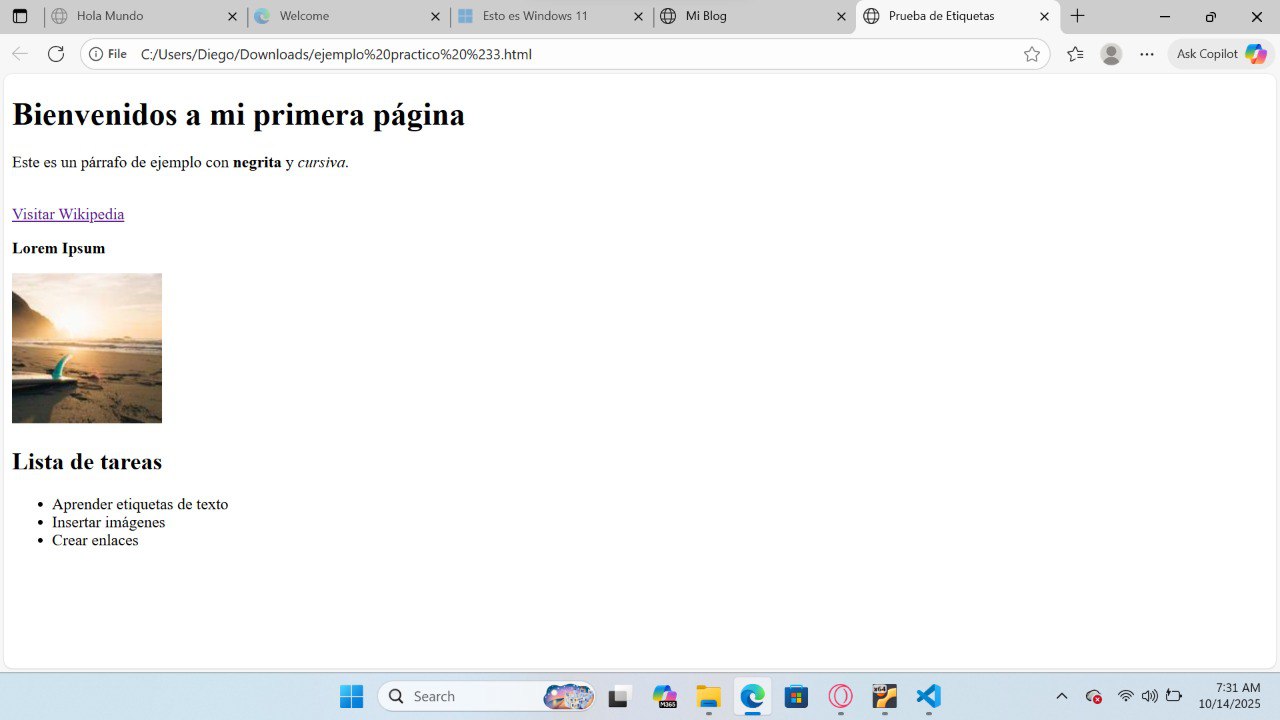 Hola Mundo
Welcome
Esto es Windows 11
Mi Blog
Prueba de Etiquetas
File
C:/Users/Diego/Downloads/ejemplo%20practico%20%233.html
Ask Copilot
Bienvenidos a mi primera página
Este es un párrafo de ejemplo con negrita y cursiva.
Visitar Wikipedia
Lorem Ipsum
Lista de tareas
• Aprender etiquetas de texto
• Insertar imágenes
• Crear enlaces
Search
M365
x64
7:31 AM
10/14/2025